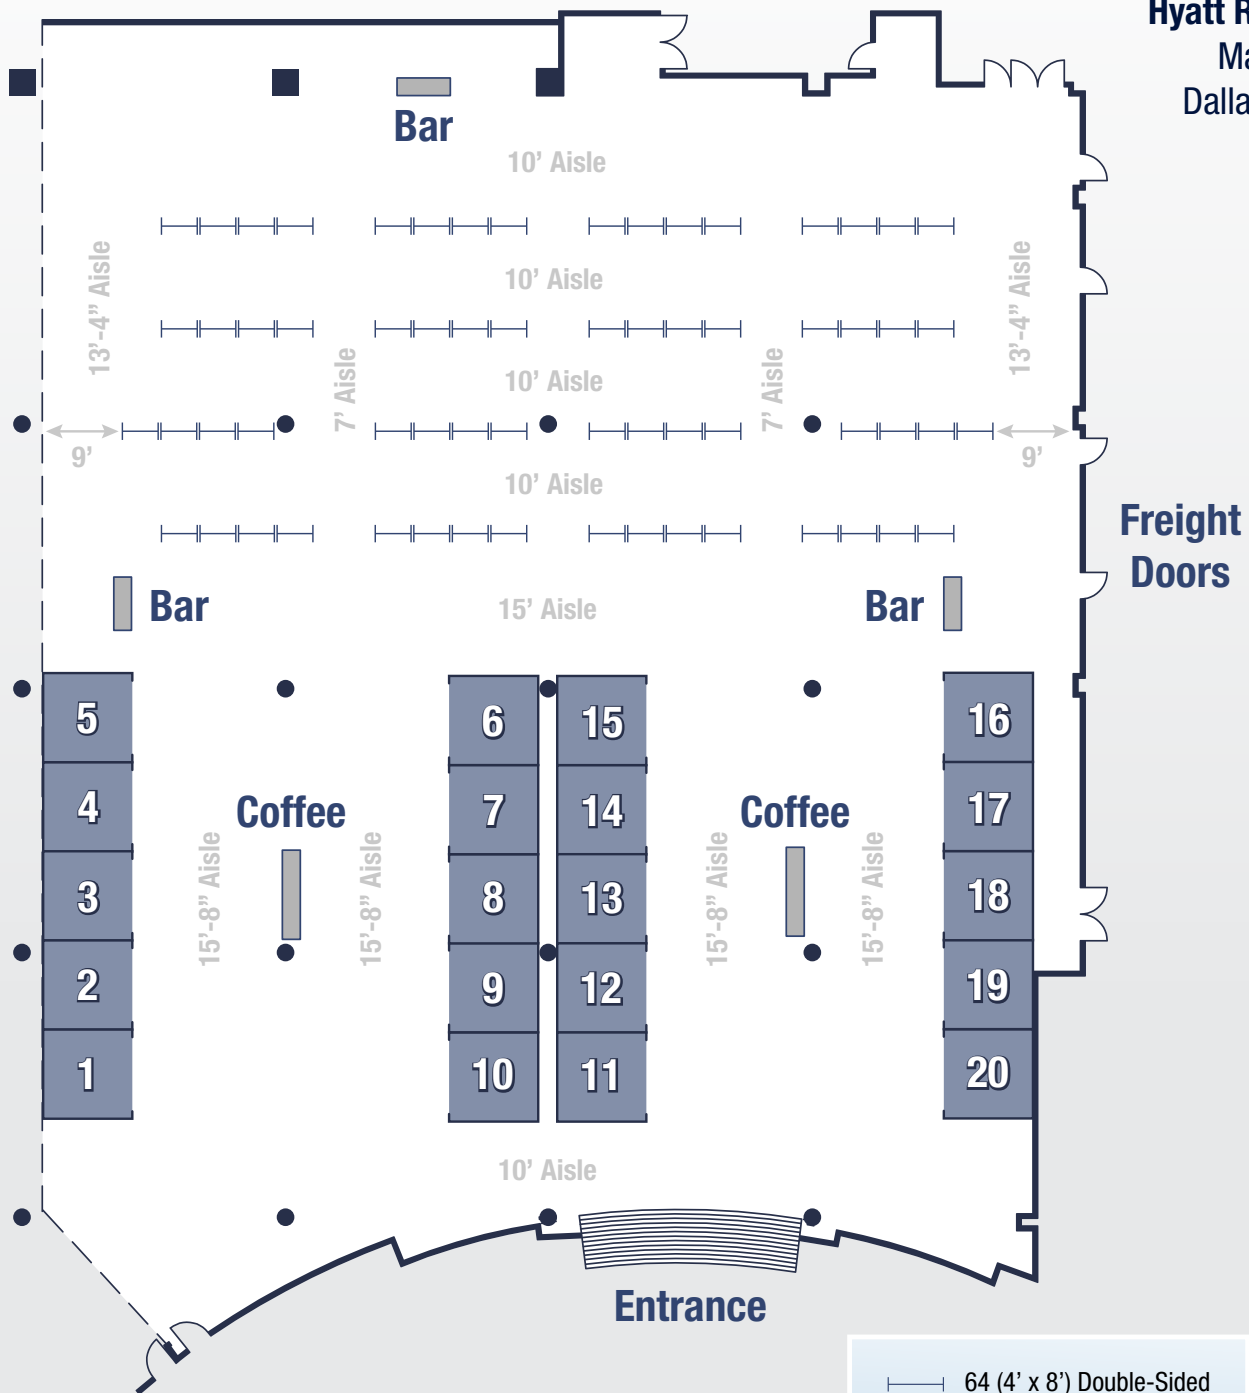 Hyatt R
Ma
Dalla
Bar
10' Aisle
13'-4” Aisle
10' Aisle
13'-4” Aisle
7' Aisle
10' Aisle
7' Aisle
9'
10' Aisle
9'
Freight
Doors
Bar
15' Aisle
Bar
5
6
15
16
4
Coffee
7
14
Coffee
17
15'-8” Aisle
15'-8” Aisle
15'-8” Aisle
15'-8” Aisle
3
8
13
18
2
9
12
19
1
10
11
20
10' Aisle
Entrance
64 (4' x 8') Double-Sided